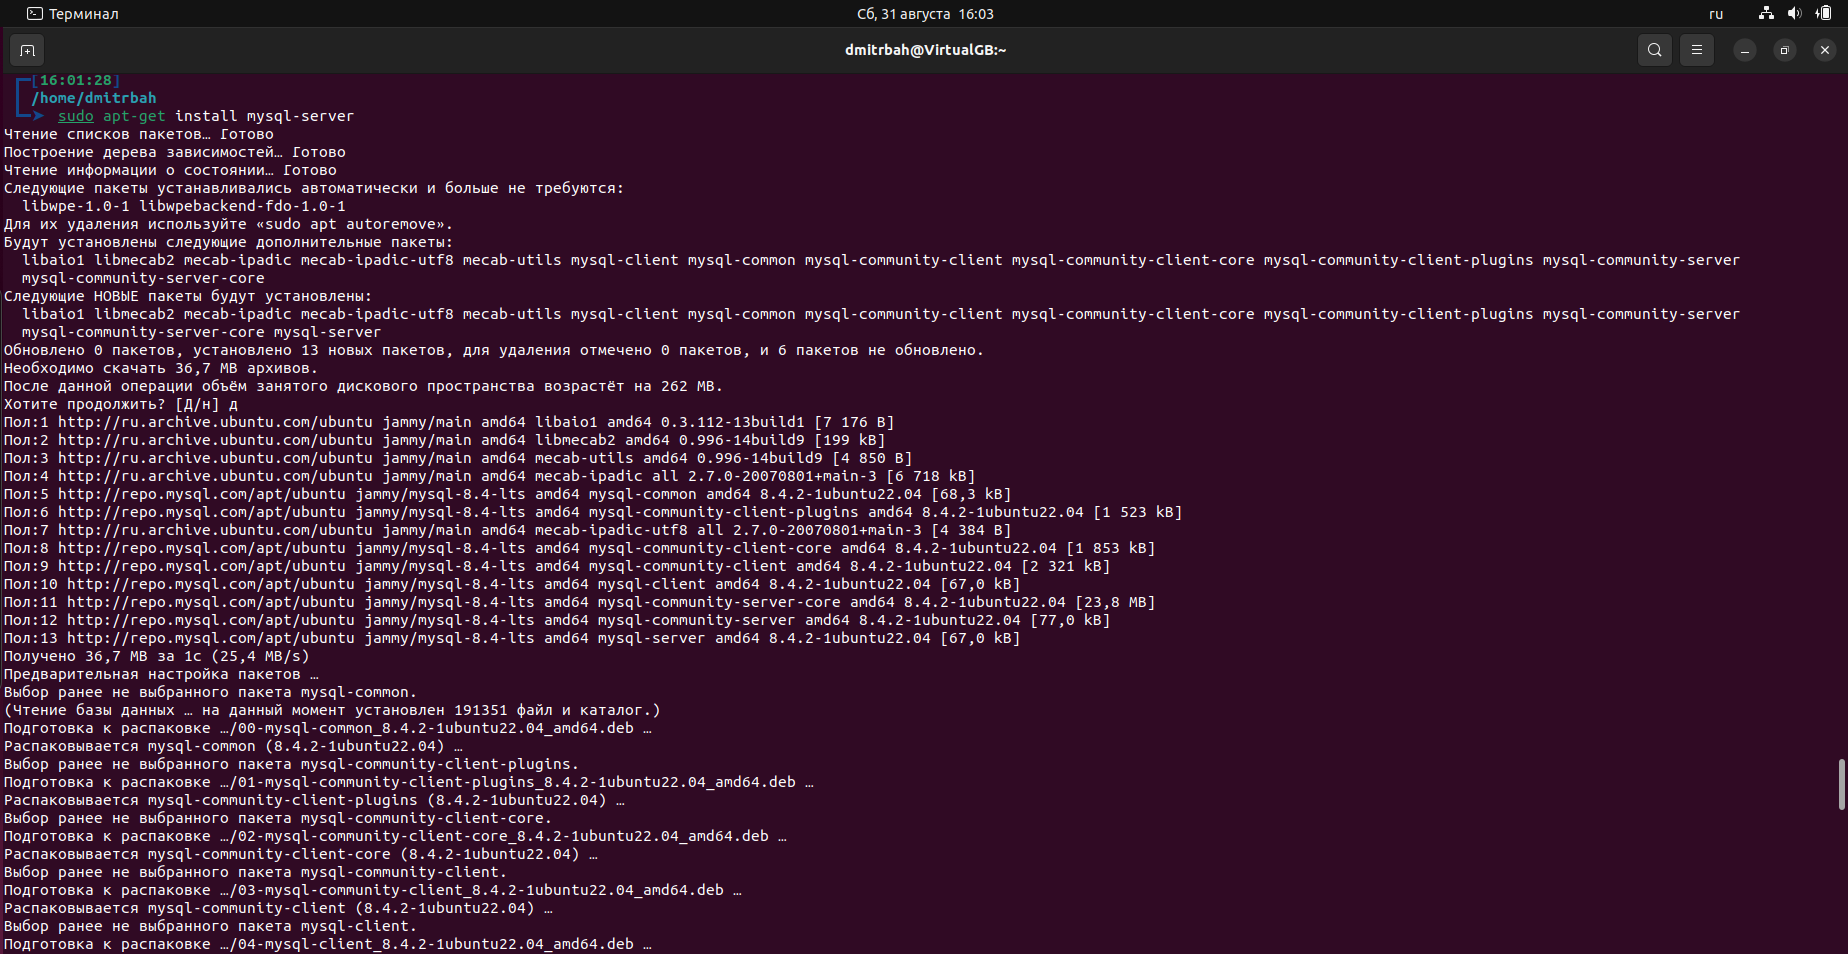 Терминал
Сб, 31 августа 16:03
ru
dmitrbah@VirtualGB:~
[16:01:28]
/home/dmitrbah
sudo apt-get install mysql-server
Чтение списков пакетов… Готово
Построение дерева зависимостей… Готово
Чтение информации о состоянии… Готово
Следующие пакеты устанавливались автоматически и больше не требуются:
libwpe-1.0-1 libwpebackend-fdo-1.0-1
Для их удаления используйте «sudo apt autoremove».
Будут установлены следующие дополнительные пакеты:
libaio1 libmecab2 mecab-ipadic mecab-ipadic-utf8 mecab-utils mysql-client mysql-common mysql-community-client mysql-community-client-core mysql-community-client-plugins mysql-community-server
mysql-community-server-core
Следующие НОВЫЕ пакеты будут установлены:
libaio1 libmecab2 mecab-ipadic mecab-ipadic-utf8 mecab-utils mysql-client mysql-common mysql-community-client mysql-community-client-core mysql-community-client-plugins mysql-community-server
mysql-community-server-core mysql-server
Обновлено 0 пакетов, установлено 13 новых пакетов, для удаления отмечено 0 пакетов, и 6 пакетов не обновлено.
Необходимо скачать 36,7 MB архивов.
После данной операции объём занятого дискового пространства возрастёт на 262 MB.
Хотите продолжить? [Д/н] д
Пол:1 http://ru.archive.ubuntu.com/ubuntu jammy/main amd64 libaio1 amd64 0.3.112-13build1 [7 176 B]
Пол:2 http://ru.archive.ubuntu.com/ubuntu jammy/main amd64 libmecab2 amd64 0.996-14build9 [199 kB]
Пол:3 http://ru.archive.ubuntu.com/ubuntu jammy/main amd64 mecab-utils amd64 0.996-14build9 [4 850 B]
Пол:4 http://ru.archive.ubuntu.com/ubuntu jammy/main amd64 mecab-ipadic all 2.7.0-20070801+main-3 [6 718 kB]
Пол:5 http://repo.mysql.com/apt/ubuntu jammy/mysql-8.4-lts amd64 mysql-common amd64 8.4.2-1ubuntu22.04 [68,3 kB]
Пол:6 http://repo.mysql.com/apt/ubuntu jammy/mysql-8.4-lts amd64 mysql-community-client-plugins amd64 8.4.2-1ubuntu22.04 [1 523 kB]
Пол:7 http://ru.archive.ubuntu.com/ubuntu jammy/main amd64 mecab-ipadic-utf8 all 2.7.0-20070801+main-3 [4 384 B]
Пол:8 http://repo.mysql.com/apt/ubuntu jammy/mysql-8.4-lts amd64 mysql-community-client-core amd64 8.4.2-1ubuntu22.04 [1 853 kB]
Пол:9 http://repo.mysql.com/apt/ubuntu jammy/mysql-8.4-lts amd64 mysql-community-client amd64 8.4.2-1ubuntu22.04 [2 321 kB]
Пол:10 http://repo.mysql.com/apt/ubuntu jammy/mysql-8.4-lts amd64 mysql-client amd64 8.4.2-1ubuntu22.04 [67,0 kB]
Пол:11 http://repo.mysql.com/apt/ubuntu jammy/mysql-8.4-lts amd64 mysql-community-server-core amd64 8.4.2-1ubuntu22.04 [23,8 MB]
Пол:12 http://repo.mysql.com/apt/ubuntu jammy/mysql-8.4-lts amd64 mysql-community-server amd64 8.4.2-1ubuntu22.04 [77,0 kB]
Пол:13 http://repo.mysql.com/apt/ubuntu jammy/mysql-8.4-lts amd64 mysql-server amd64 8.4.2-1ubuntu22.04 [67,0 kB]
Получено 36,7 MB за 1с (25,4 MB/s)
Предварительная настройка пакетов …
Выбор ранее не выбранного пакета mysql-common.
(Чтение базы данных … на данный момент установлен 191351 файл и каталог.)
Подготовка к распаковке …/00-mysql-common_8.4.2-1ubuntu22.04_amd64.deb …
Распаковывается mysql-common (8.4.2-1ubuntu22.04) …
Выбор ранее не выбранного пакета mysql-community-client-plugins.
Подготовка к распаковке …/01-mysql-community-client-plugins_8.4.2-1ubuntu22.04_amd64.deb …
Распаковывается mysql-community-client-plugins (8.4.2-1ubuntu22.04) …
Выбор ранее не выбранного пакета mysql-community-client-core.
Подготовка к распаковке …/02-mysql-community-client-core_8.4.2-1ubuntu22.04_amd64.deb …
Распаковывается mysql-community-client-core (8.4.2-1ubuntu22.04) …
Выбор ранее не выбранного пакета mysql-community-client.
Подготовка к распаковке …/03-mysql-community-client_8.4.2-1ubuntu22.04_amd64.deb …
Распаковывается mysql-community-client (8.4.2-1ubuntu22.04) …
Выбор ранее не выбранного пакета mysql-client.
Подготовка к распаковке …/04-mysql-client_8.4.2-1ubuntu22.04_amd64.deb …